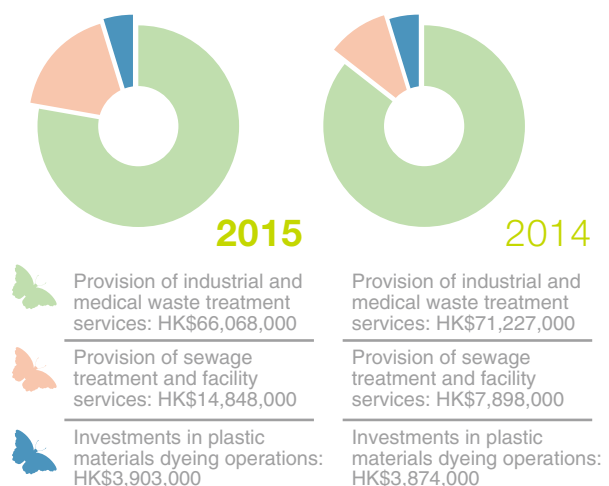 2015
2014
Provision of industrial and
medical waste treatment
services: HK$66,068,000
Provision of industrial and
medical waste treatment
services: HK$71,227,000
Provision of sewage
treatment and facility
services: HK$14,848,000
Provision of sewage
treatment and facility
services: HK$7,898,000
Investments in plastic
materials dyeing operations:
HK$3,903,000
Investments in plastic
materials dyeing operations:
HK$3,874,000